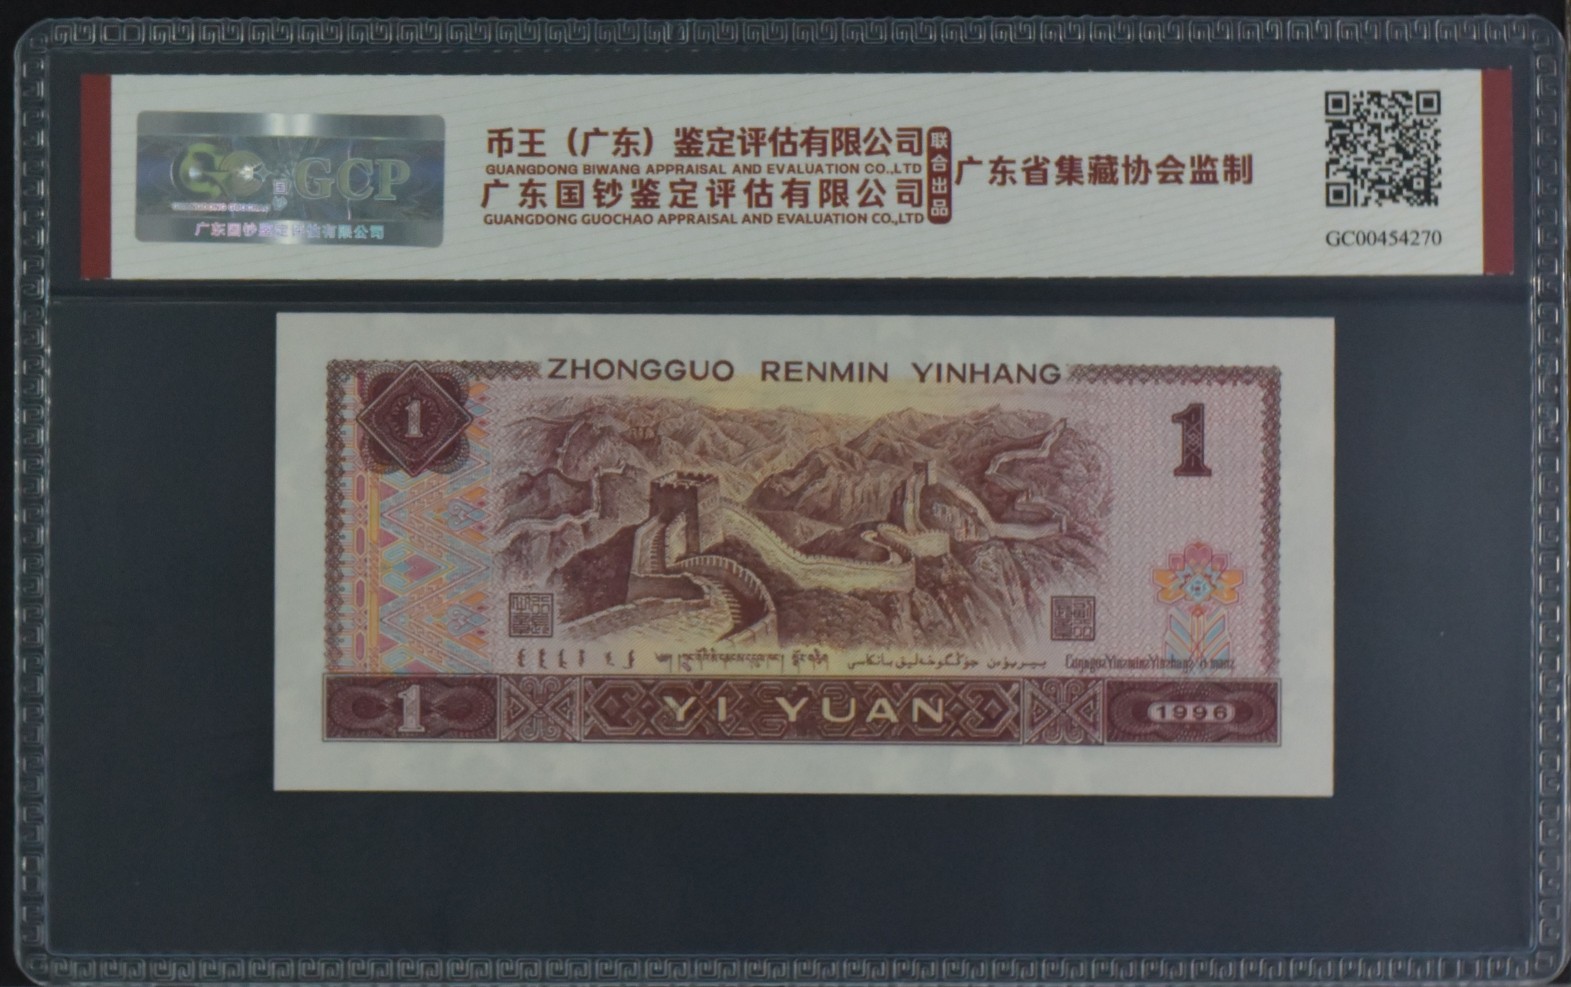 GCP
广东国钞鉴定评估有限公司
币王（广东）鉴定评估有限公司
GUANGDONG BIWANG APPRAISAL AND EVALUATION CO.,LTD
广东国钞鉴定评估有限公司
GUANGDONG GUOCHAO APPRAISAL AND EVALUATION CO.,LTD
联合出品
广东省集藏协会监制
GC00454270
ZHONGGUO RENMIN YINHANG
1
1
1
YI YUAN
1996